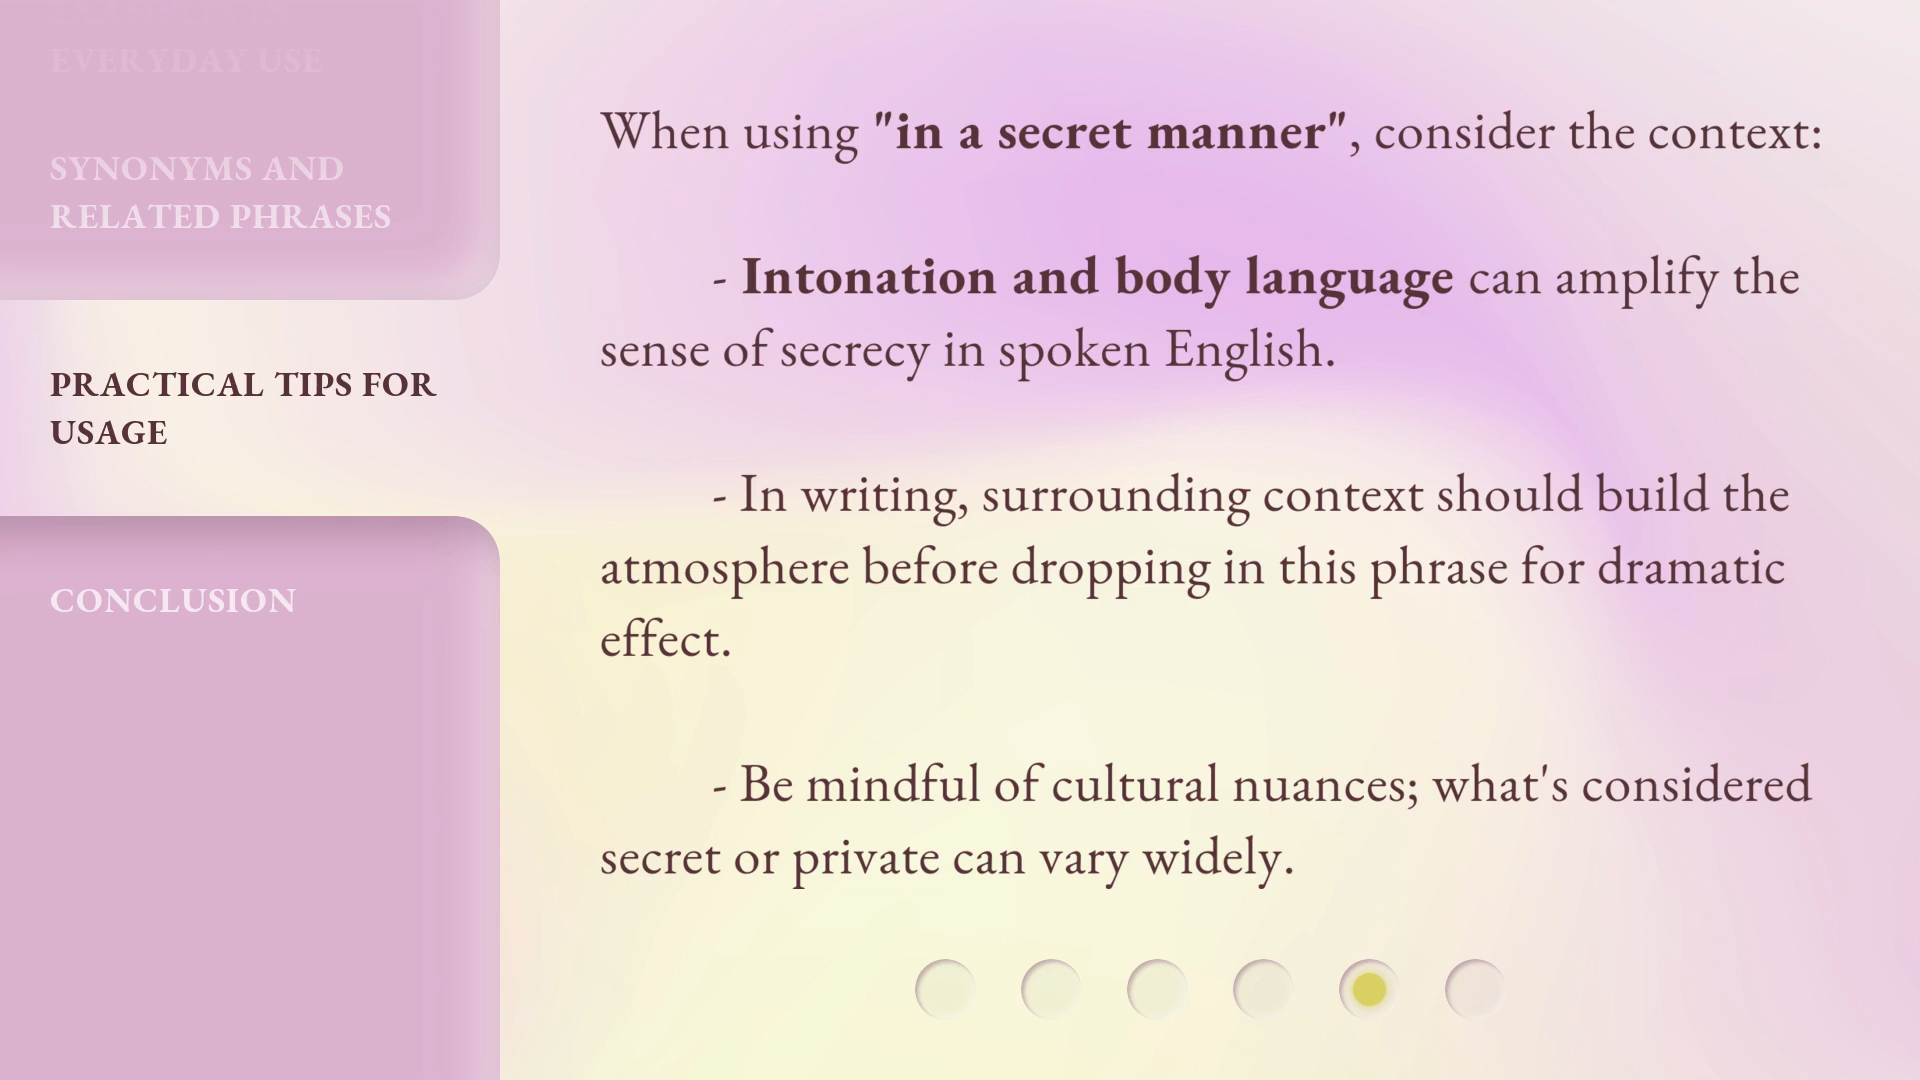 EVERYDAY USE
SYNONYMS AND
RELATED PHRASES
PRACTICAL TIPS FOR
USAGE
CONCLUSION
When using "in a secret manner", consider the context:
- Intonation and body language can amplify the
sense of secrecy in spoken English.
- In writing, surrounding context should build the
atmosphere before dropping in this phrase for dramatic
effect.
- Be mindful of cultural nuances; what's considered
secret or private can vary widely.